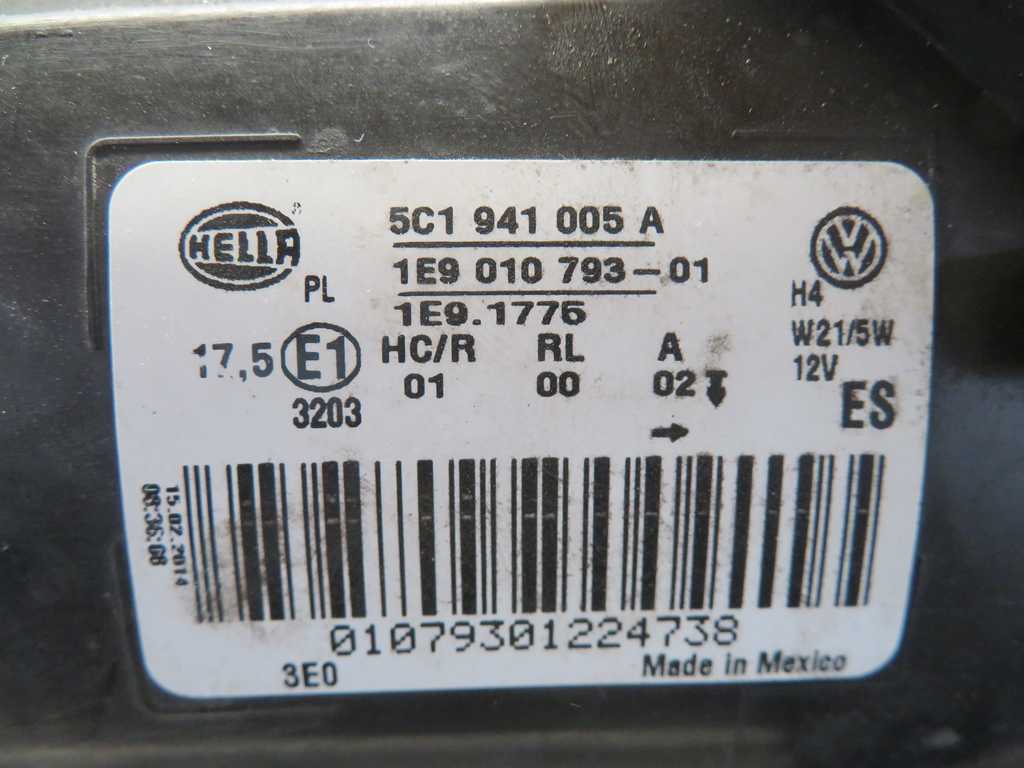 HELLA ®
5C1 941 005 A
1E9 010 793-01
PL
1E9.1776
H4
17,5 E1 HC/R RL A
W21/5W
01 00 02
12V
3203
ES
15.02.2014
08:36:08
01079301224738
3E0 Made in Mexico